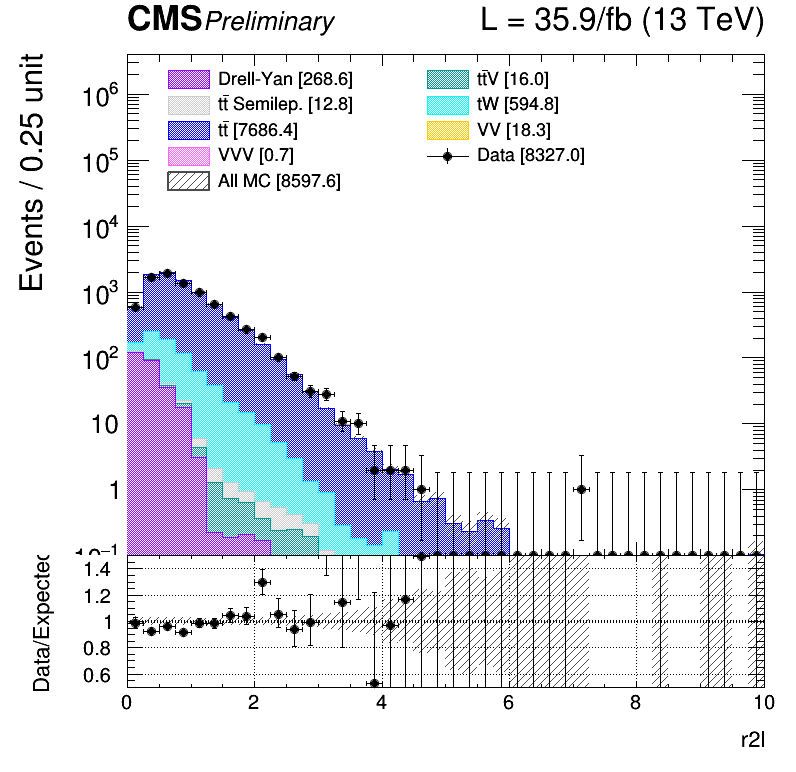 CMS Preliminary L = 35.9/fb (13 TeV)
Events / 0.25 unit
Drell-Yan [268.6]
tt̄ Semilep. [12.8]
tt̄ [7686.4]
VVV [0.7]
All MC [8597.6]
tt̄V [16.0]
tW [594.8]
VV [18.3]
Data [8327.0]
10⁶
10⁵
10⁴
10³
10²
10
1
10⁻¹
Data/Expected
1.4
1.2
1
0.8
0.6
0 2 4 6 8 10
r2l